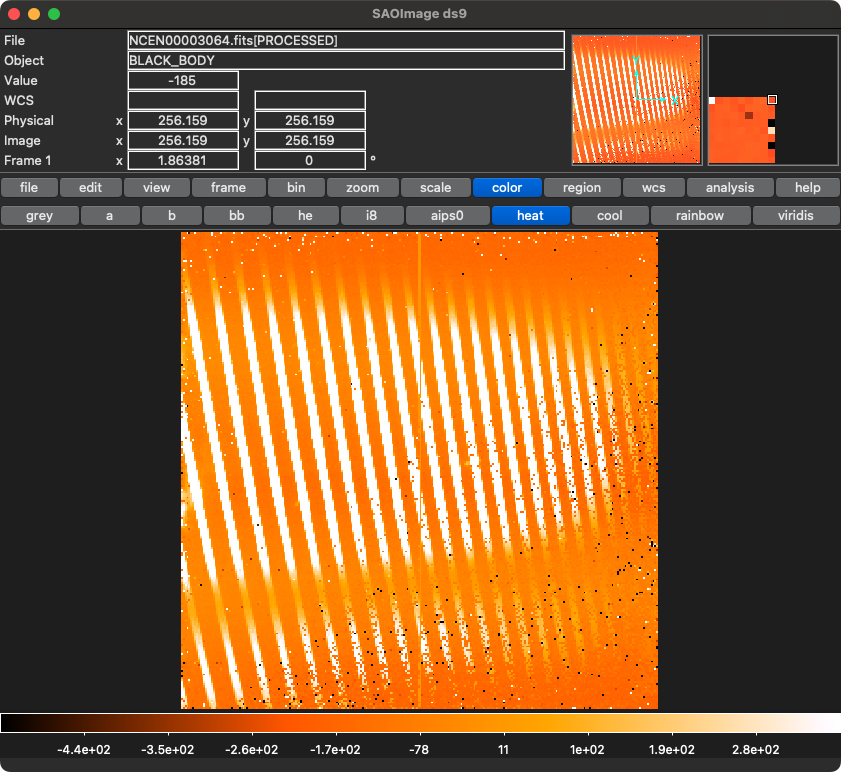 SAOImage ds9
File NCEN00003064.fits[PROCESSED]
Object BLACK_BODY
Value -185
WCS
Physical x 256.159 y 256.159
Image x 256.159 y 256.159
Frame 1 x 1.86381 0 °
file edit view frame bin zoom scale color region wcs analysis help
grey a b bb he i8 aips0 heat cool rainbow viridis
-4.4e+02 -3.5e+02 -2.6e+02 -1.7e+02 -78 11 1e+02 1.9e+02 2.8e+02